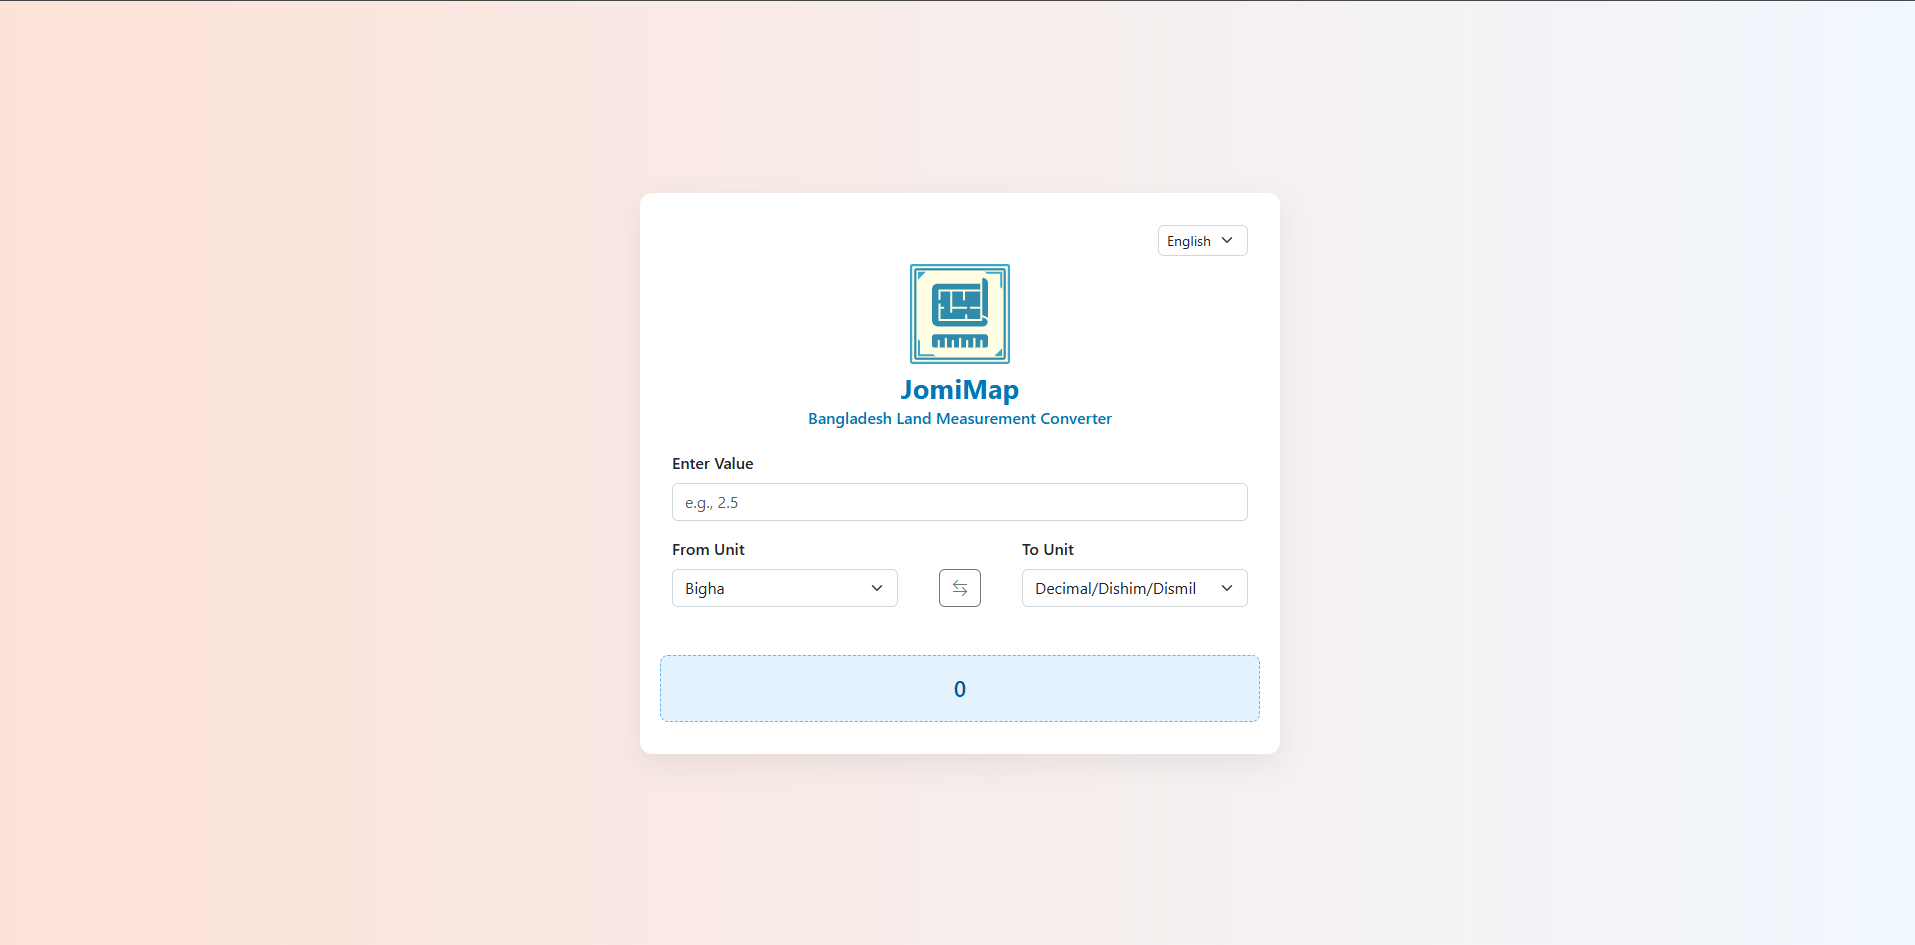 English
JomiMap
Bangladesh Land Measurement Converter
Enter Value
e.g., 2.5
From Unit
To Unit
Bigha
Decimal/Dishim/Dismil
0